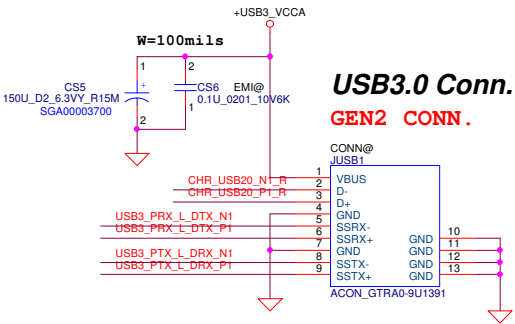 +USB3_VCCA
W=100mils
1
+
2
CS5
150U_D2_6.3VY_R15M
SGA00003700
2
1
CS6
EMI@
0.1U_0201_10V6K
USB3.0 Conn.
GEN2 CONN.
CONN@
JUSB1
1 VBUS
CHR_USB20_N1_R 2 D-
CHR_USB20_P1_R 3 D+
4 GND
USB3_PRX_L_DTX_N1 5 SSRX-
USB3_PRX_L_DTX_P1 6 SSRX+ GND 10
7 GND GND 11
USB3_PTX_L_DRX_N1 8 SSTX- GND 12
USB3_PTX_L_DRX_P1 9 SSTX+ GND 13
ACON_GTRA0-9U1391